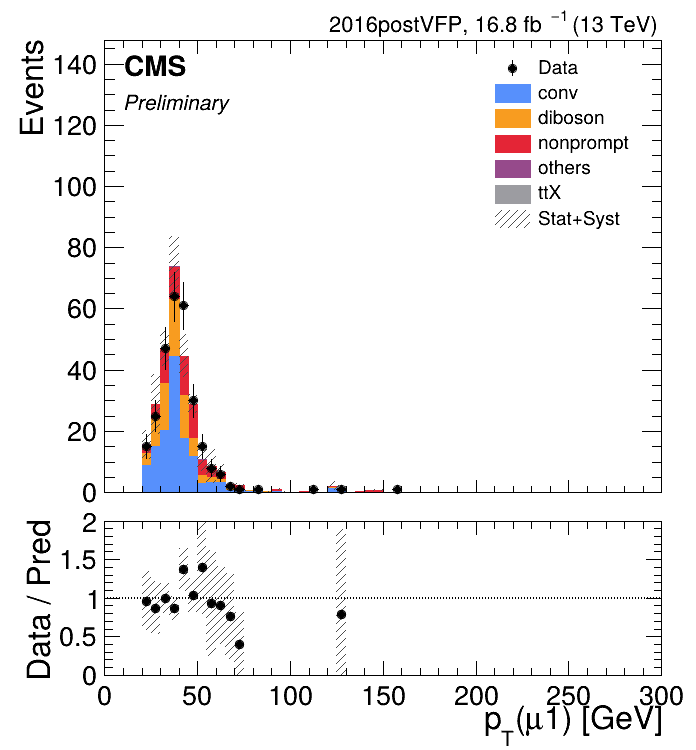 2016postVFP, 16.8 fb ⁻¹ (13 TeV)
Events
140
120
100
80
60
40
20
0
CMS
Preliminary
Data
conv
diboson
nonprompt
others
ttX
Stat+Syst
Data / Pred
2
1.5
1
0.5
0
0 50 100 150 200 250 300
p_T(μ1) [GeV]